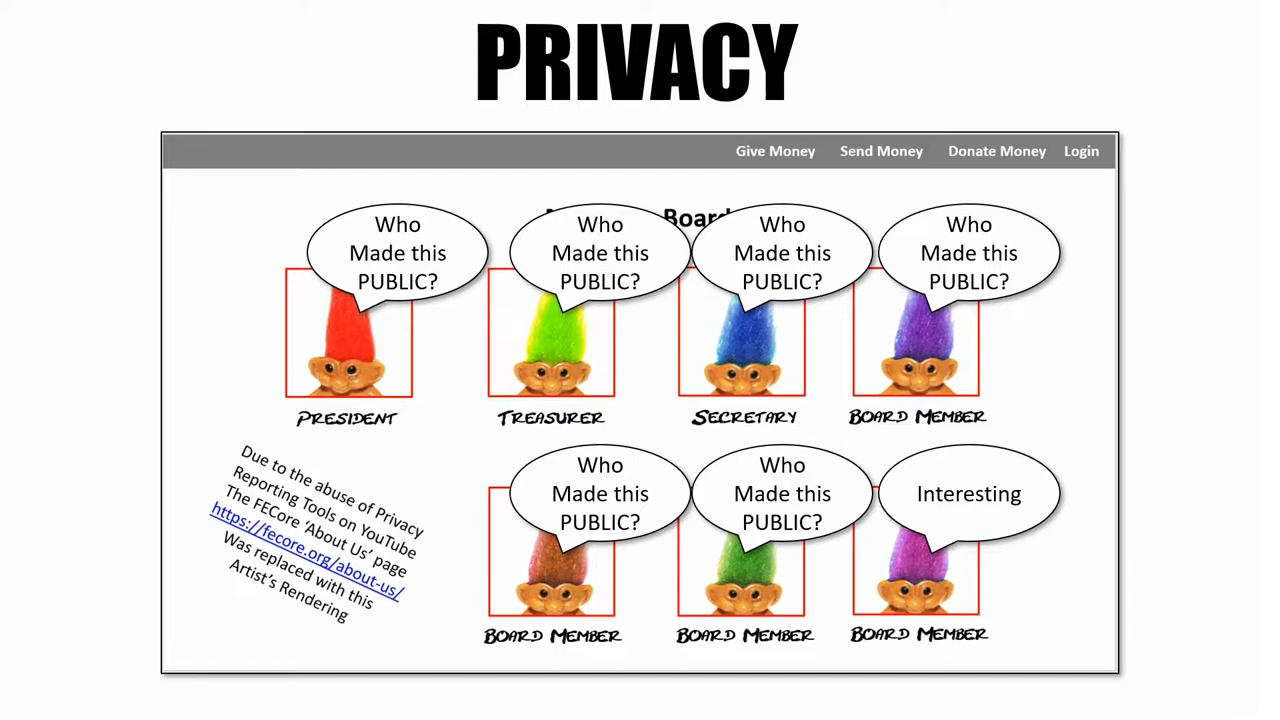 PRIVACY
Give Money Send Money Donate Money Login
Board
Who
Made this
PUBLIC?
Who
Made this
PUBLIC?
Who
Made this
PUBLIC?
Who
Made this
PUBLIC?
PRESIDENT
TREASURER
SECRETARY
BOARD MEMBER
Due to the abuse of Privacy
Reporting Tools on YouTube
The FECore ‘About Us’ page
https://fecore.org/about-us/
Was replaced with this
Artist’s Rendering
Who
Made this
PUBLIC?
Who
Made this
PUBLIC?
Interesting
BOARD MEMBER
BOARD MEMBER
BOARD MEMBER